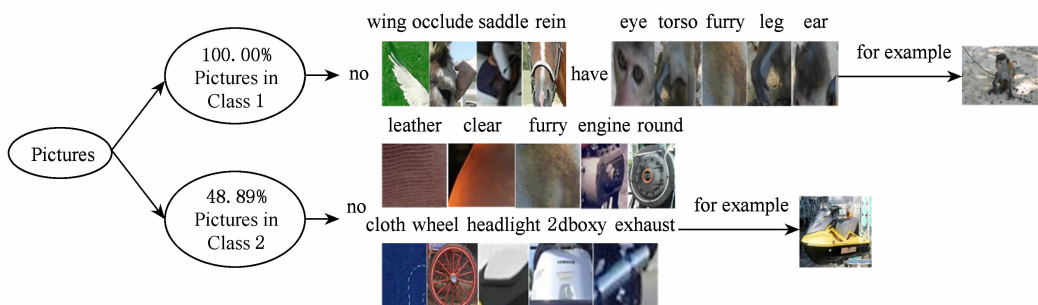 wing occlude saddle rein
eye torso furry leg ear
100.00%
Pictures in
Class 1
no
have
for example
Pictures
leather clear furry engine round
48.89%
Pictures in
Class 2
no
for example
cloth wheel headlight 2dboxy exhaust